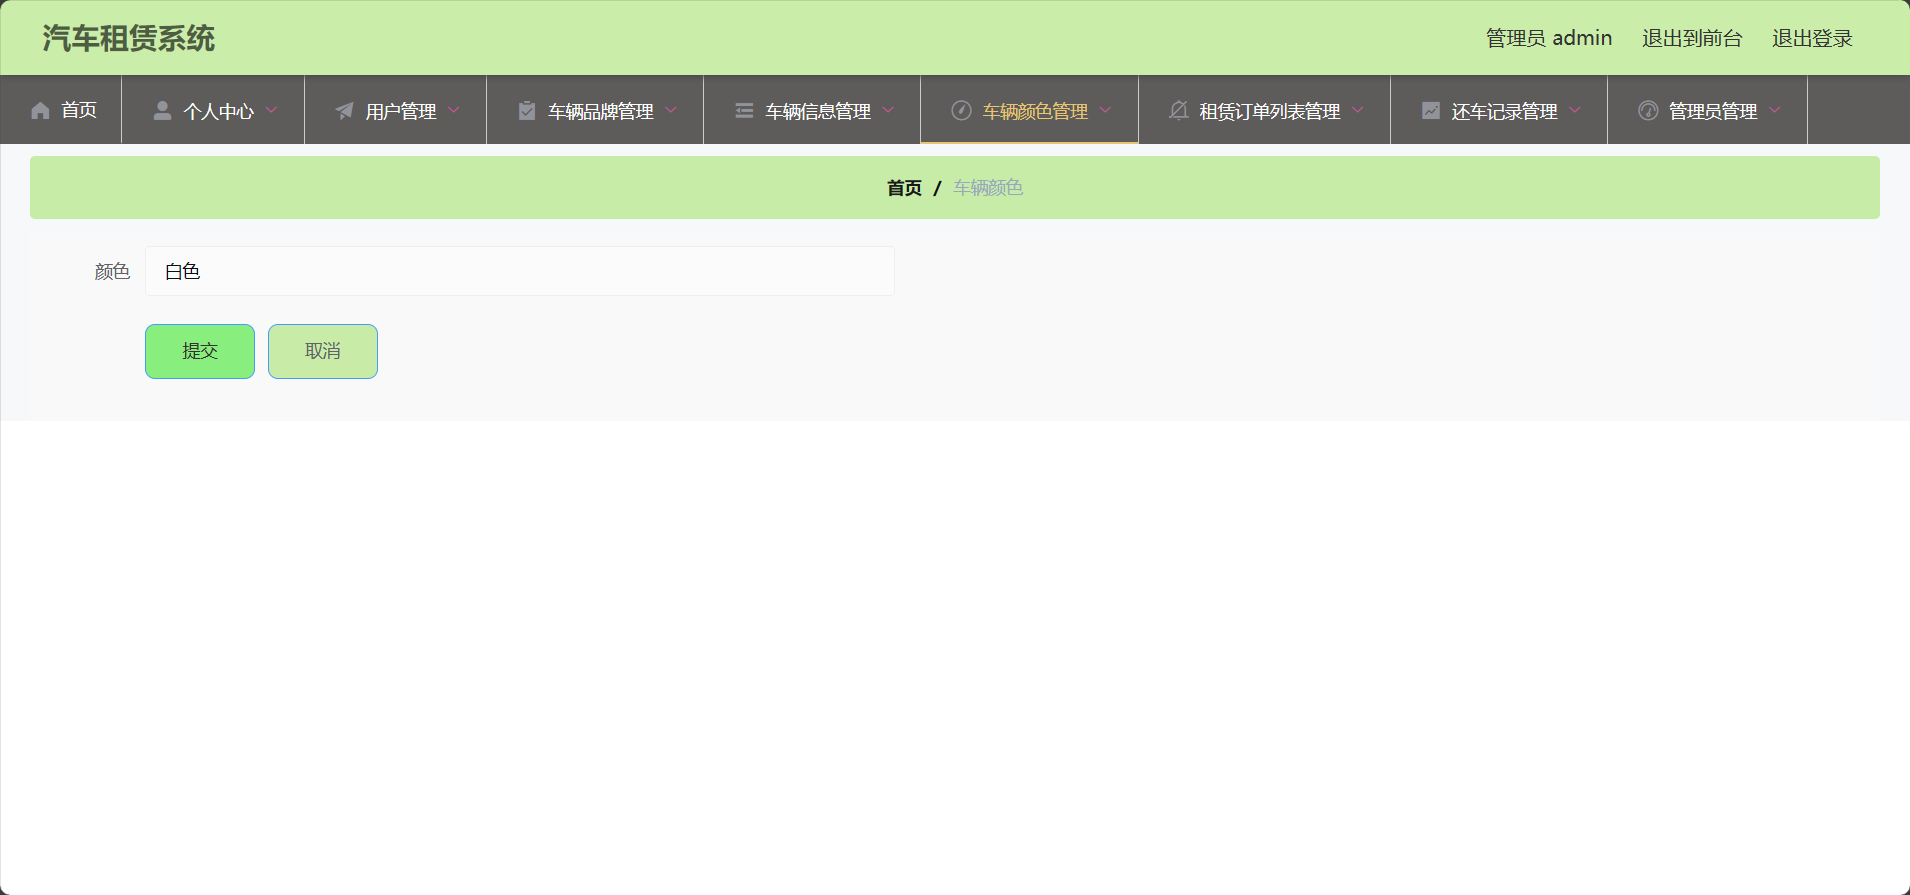 汽车租赁系统
管理员 admin 退出到前台 退出登录
首页 个人中心 用户管理 车辆品牌管理 车辆信息管理 车辆颜色管理 租赁订单列表管理 还车记录管理 管理员管理
首页 / 车辆颜色
颜色 白色
提交 取消